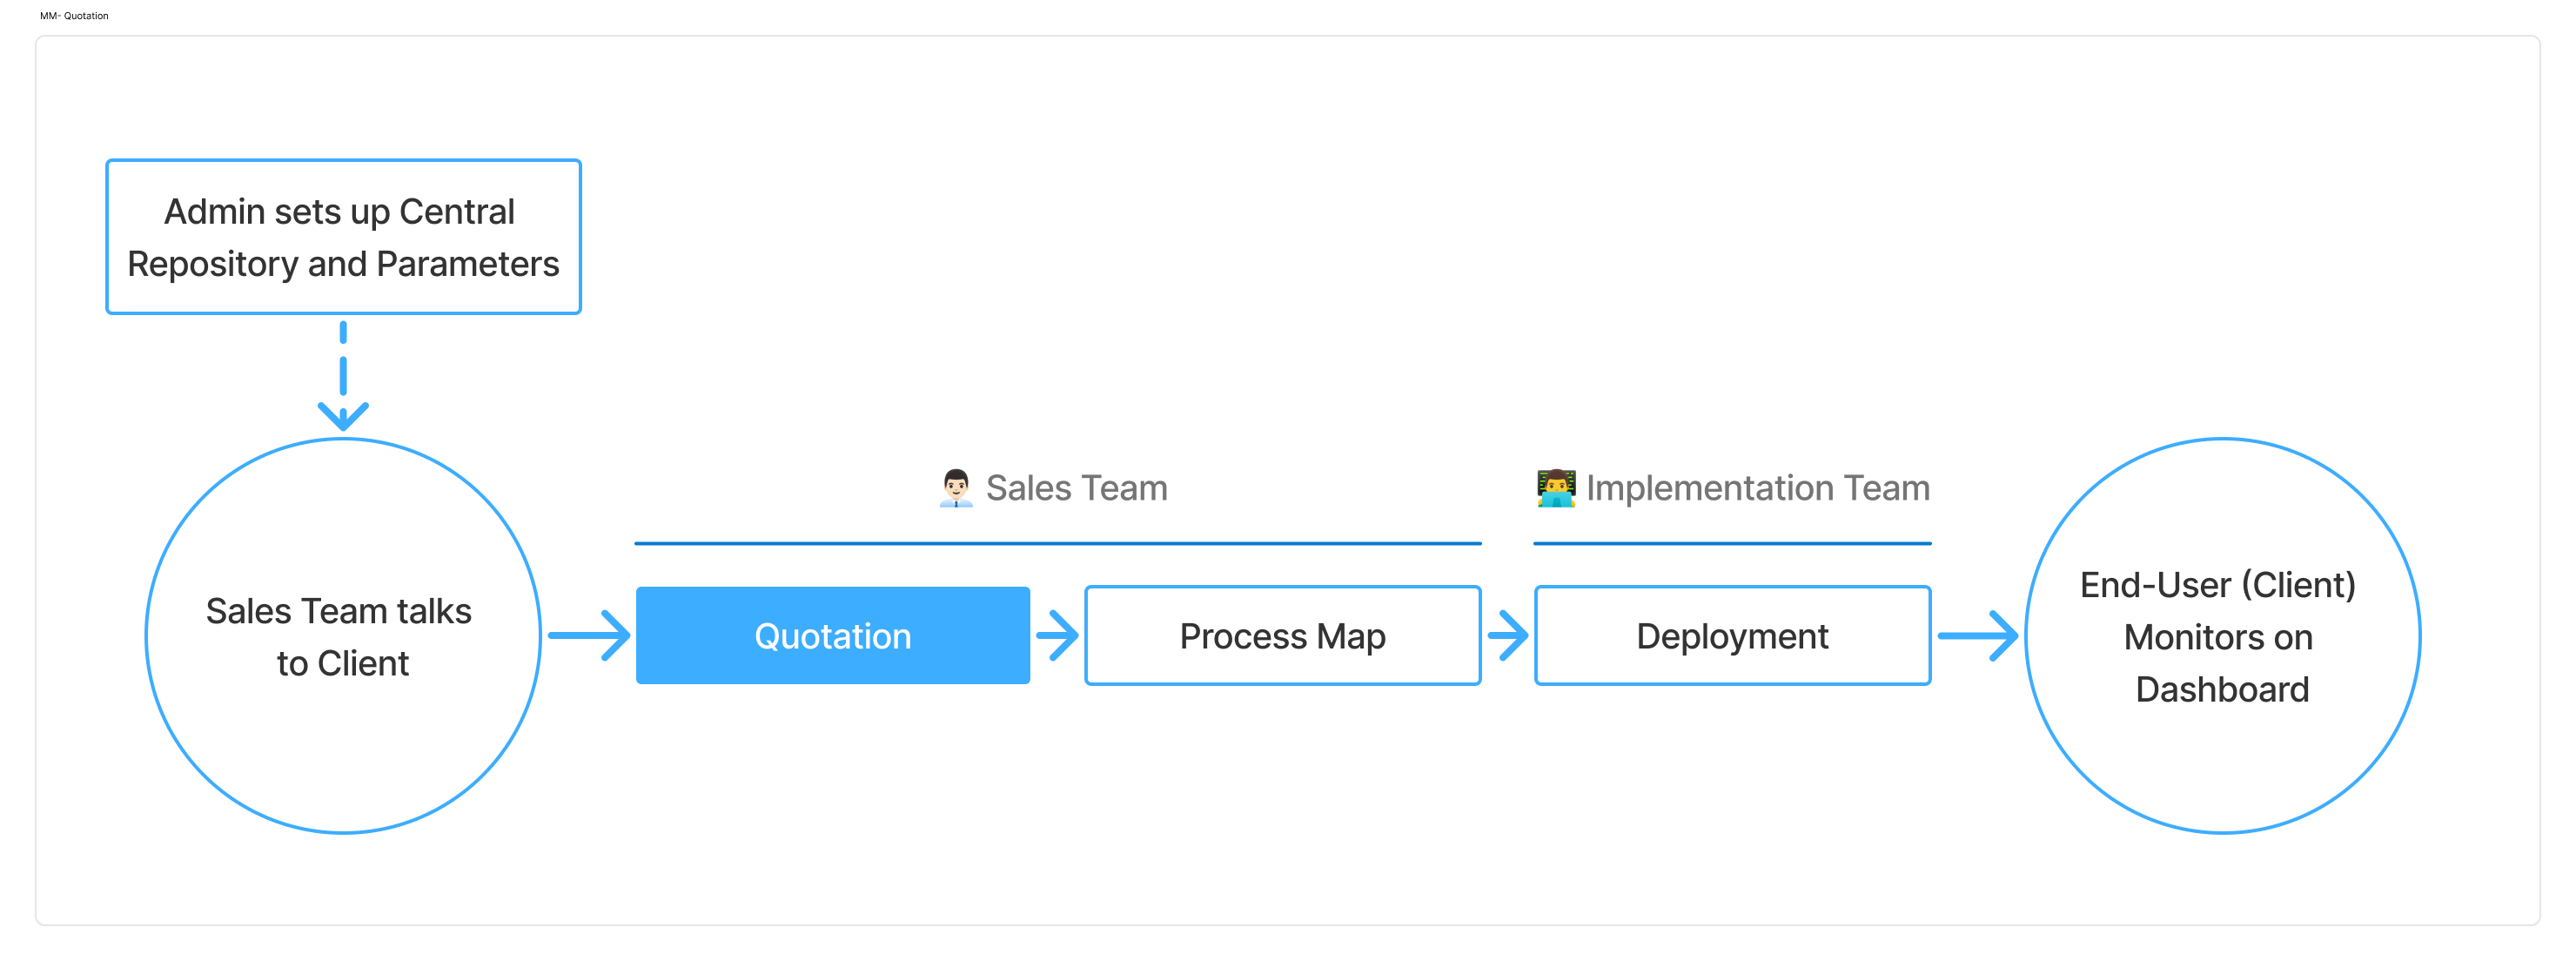 MM- Quotation
Admin sets up Central
Repository and Parameters
Sales Team talks
to Client
Sales Team
Implementation Team
Quotation
Process Map
Deployment
End-User (Client)
Monitors on
Dashboard